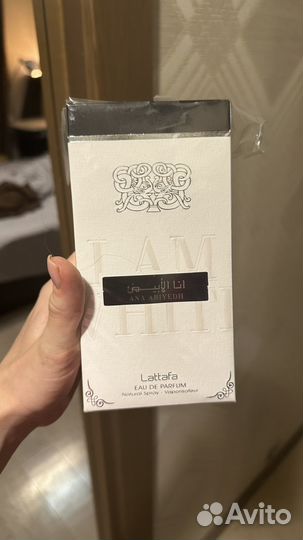 I AM
WHITE
أنا الأبيض
ANA ABIYEDH
Lattafa
EAU DE PARFUM
Natural Spray - Vaporisateur
Avito